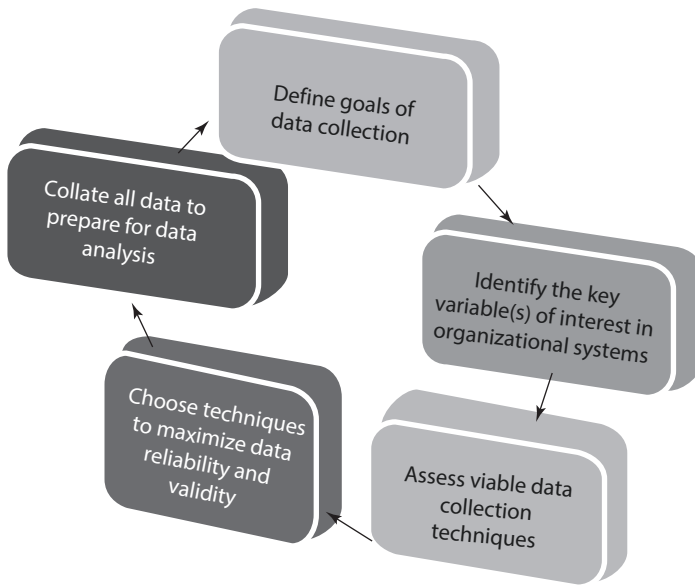 Define goals of
data collection
Identify the key
variable(s) of interest in
organizational systems
Assess viable data
collection
techniques
Choose techniques
to maximize data
reliability and
validity
Collate all data to
prepare for data
analysis